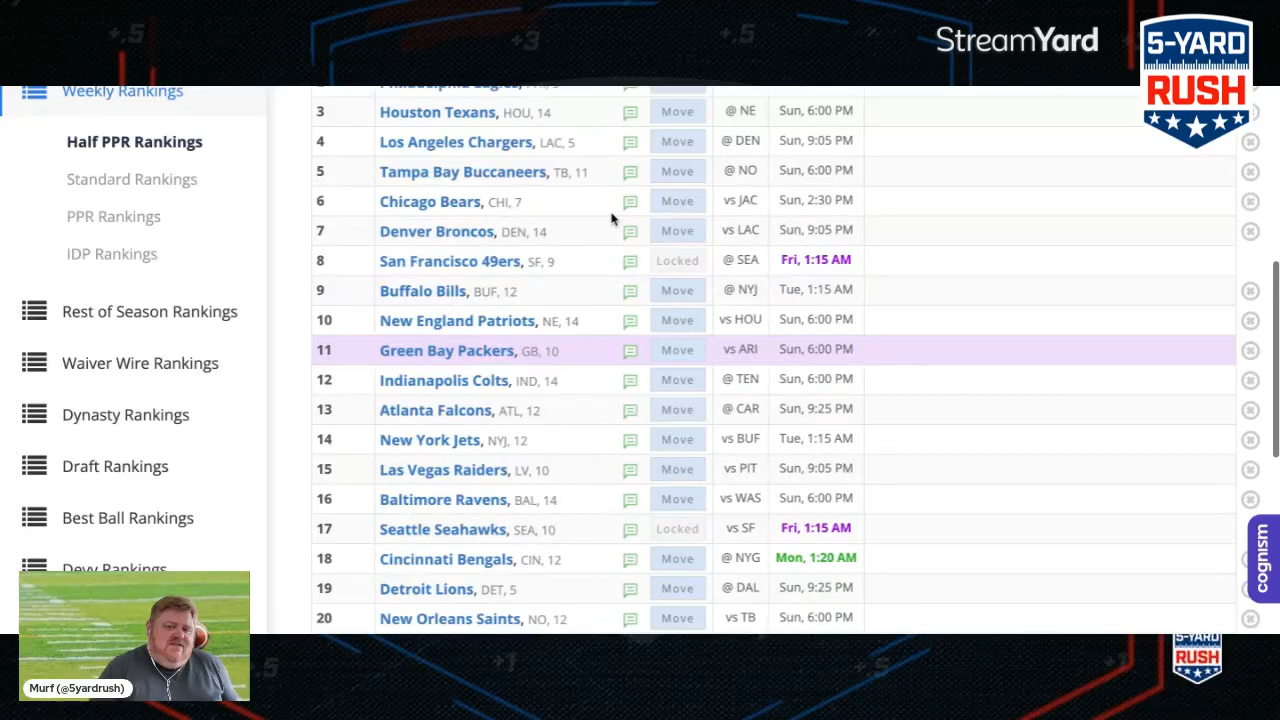 +.5
+3
+.5
StreamYard
5-YARD
RUSH
Weekly Rankings
Half PPR Rankings
Standard Rankings
PPR Rankings
IDP Rankings
Rest of Season Rankings
Waiver Wire Rankings
Dynasty Rankings
Draft Rankings
Best Ball Rankings
Devy Rankings
Philadelphia Eagles,
3 Houston Texans, HOU, 14 Move @ NE Sun, 6:00 PM
4 Los Angeles Chargers, LAC, 5 Move @ DEN Sun, 9:05 PM
5 Tampa Bay Buccaneers, TB, 11 Move @ NO Sun, 6:00 PM
6 Chicago Bears, CHI, 7 Move vs JAC Sun, 2:30 PM
7 Denver Broncos, DEN, 14 Move vs LAC Sun, 9:05 PM
8 San Francisco 49ers, SF, 9 Locked @ SEA Fri, 1:15 AM
9 Buffalo Bills, BUF, 12 Move @ NYJ Tue, 1:15 AM
10 New England Patriots, NE, 14 Move vs HOU Sun, 6:00 PM
11 Green Bay Packers, GB, 10 Move vs ARI Sun, 6:00 PM
12 Indianapolis Colts, IND, 14 Move @ TEN Sun, 6:00 PM
13 Atlanta Falcons, ATL, 12 Move @ CAR Sun, 9:25 PM
14 New York Jets, NYJ, 12 Move vs BUF Tue, 1:15 AM
15 Las Vegas Raiders, LV, 10 Move vs PIT Sun, 9:05 PM
16 Baltimore Ravens, BAL, 14 Move vs WAS Sun, 6:00 PM
17 Seattle Seahawks, SEA, 10 Locked vs SF Fri, 1:15 AM
18 Cincinnati Bengals, CIN, 12 Move @ NYG Mon, 1:20 AM
19 Detroit Lions, DET, 5 Move @ DAL Sun, 9:25 PM
20 New Orleans Saints, NO, 12 Move vs TB Sun, 6:00 PM
cognism
Murf (@5yardrush)
+.5
+1
+.5
+1
5-YARD
RUSH